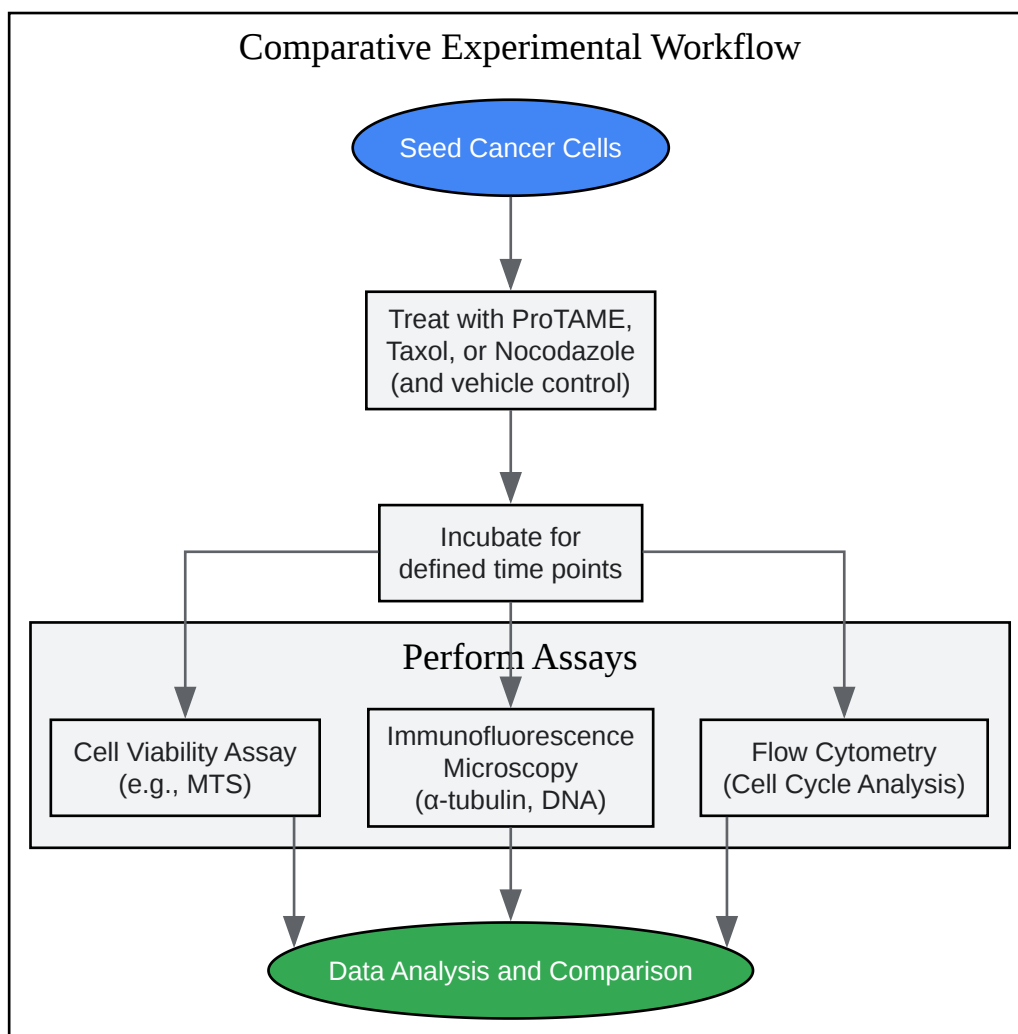 Comparative Experimental Workflow
Seed Cancer Cells
Treat with ProTAME,
Taxol, or Nocodazole
(and vehicle control)
Incubate for
defined time points
Perform Assays
Cell Viability Assay
(e.g., MTS)
Immunofluorescence
Microscopy
(α-tubulin, DNA)
Flow Cytometry
(Cell Cycle Analysis)
Data Analysis and Comparison